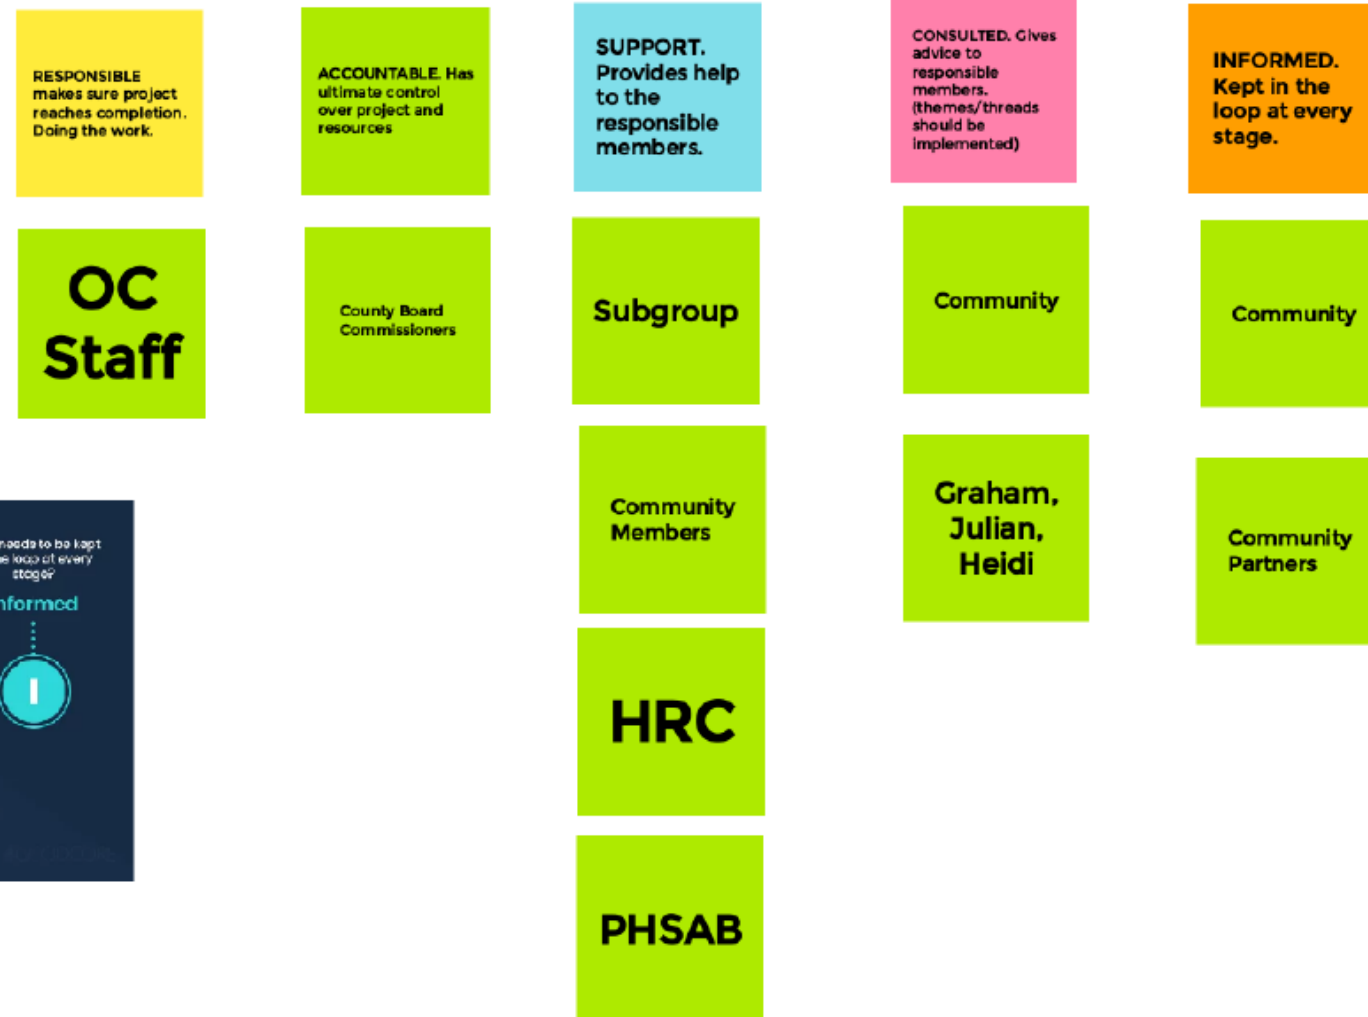 RESPONSIBLE
makes sure project
reaches completion.
Doing the work.
ACCOUNTABLE. Has
ultimate control
over project and
resources
SUPPORT.
Provides help
to the
responsible
members.
CONSULTED. Gives
advice to
responsible
members.
(themes/threads
should be
implemented)
INFORMED.
Kept in the
loop at every
stage.
OC
Staff
County Board
Commissioners
Subgroup
Community
Community
Community
Members
Graham,
Julian,
Heidi
Community
Partners
HRC
PHSAB
needs to be kept
loop at every
stage?
nformed
I